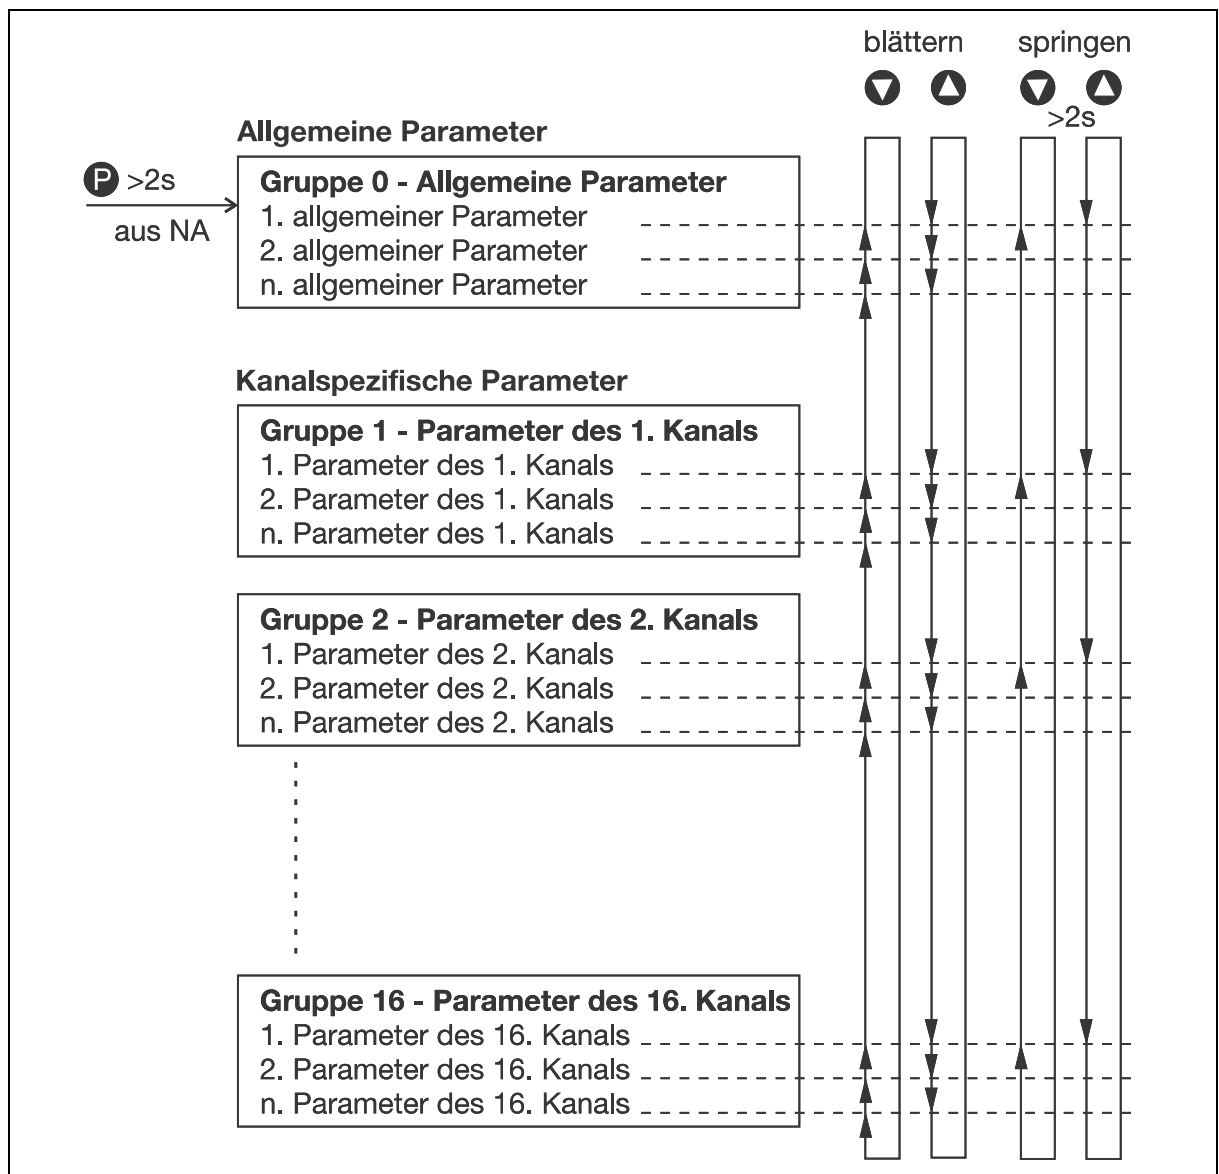 blättern springen
>2s
Allgemeine Parameter
P >2s
aus NA
Gruppe 0 - Allgemeine Parameter
1. allgemeiner Parameter
2. allgemeiner Parameter
n. allgemeiner Parameter
Kanalspezifische Parameter
Gruppe 1 - Parameter des 1. Kanals
1. Parameter des 1. Kanals
2. Parameter des 1. Kanals
n. Parameter des 1. Kanals
Gruppe 2 - Parameter des 2. Kanals
1. Parameter des 2. Kanals
2. Parameter des 2. Kanals
n. Parameter des 2. Kanals
Gruppe 16 - Parameter des 16. Kanals
1. Parameter des 16. Kanals
2. Parameter des 16. Kanals
n. Parameter des 16. Kanals